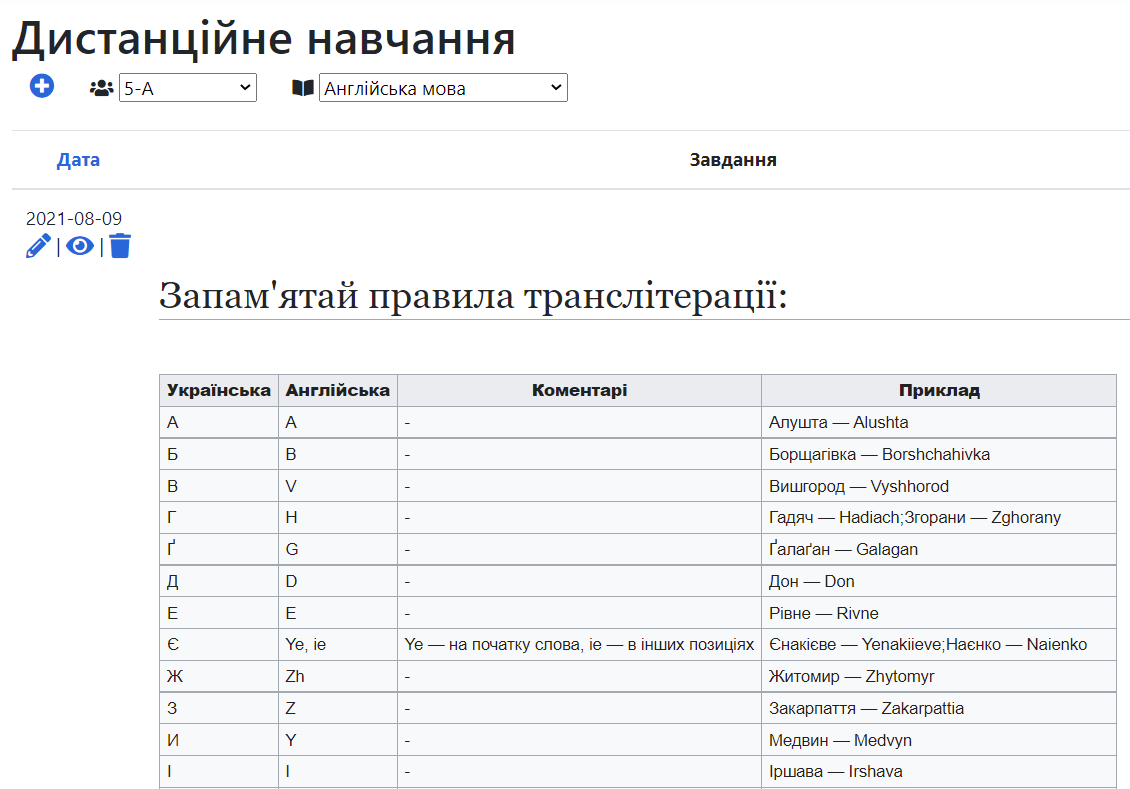 Дистанційне навчання
5-А Англійська мова
Дата Завдання
2021-08-09
| |
Запам'ятай правила транслітерації:
Українська Англійська Коментарі Приклад
А A - Алушта — Alushta
Б B - Борщагівка — Borshchahivka
В V - Вишгород — Vyshhorod
Г H - Гадяч — Hadiach;Згорани — Zghorany
Ґ G - Ґалаґан — Galagan
Д D - Дон — Don
Е E - Рівне — Rivne
Є Ye, ie Ye — на початку слова, ie — в інших позиціях Єнакієве — Yenakiieve;Наєнко — Naienko
Ж Zh - Житомир — Zhytomyr
З Z - Закарпаття — Zakarpattia
И Y - Медвин — Medvyn
І I - Іршава — Irshava